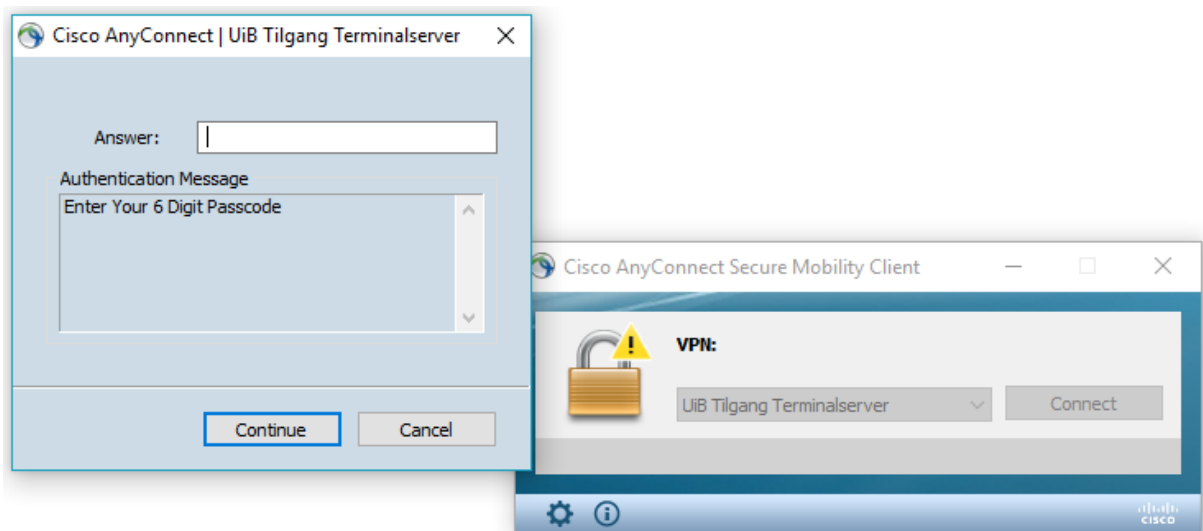 Cisco AnyConnect | UiB Tilgang Terminalserver
Answer:
Authentication Message
Enter Your 6 Digit Passcode
Continue
Cancel
Cisco AnyConnect Secure Mobility Client
VPN:
UiB Tilgang Terminalserver
Connect
CISCO